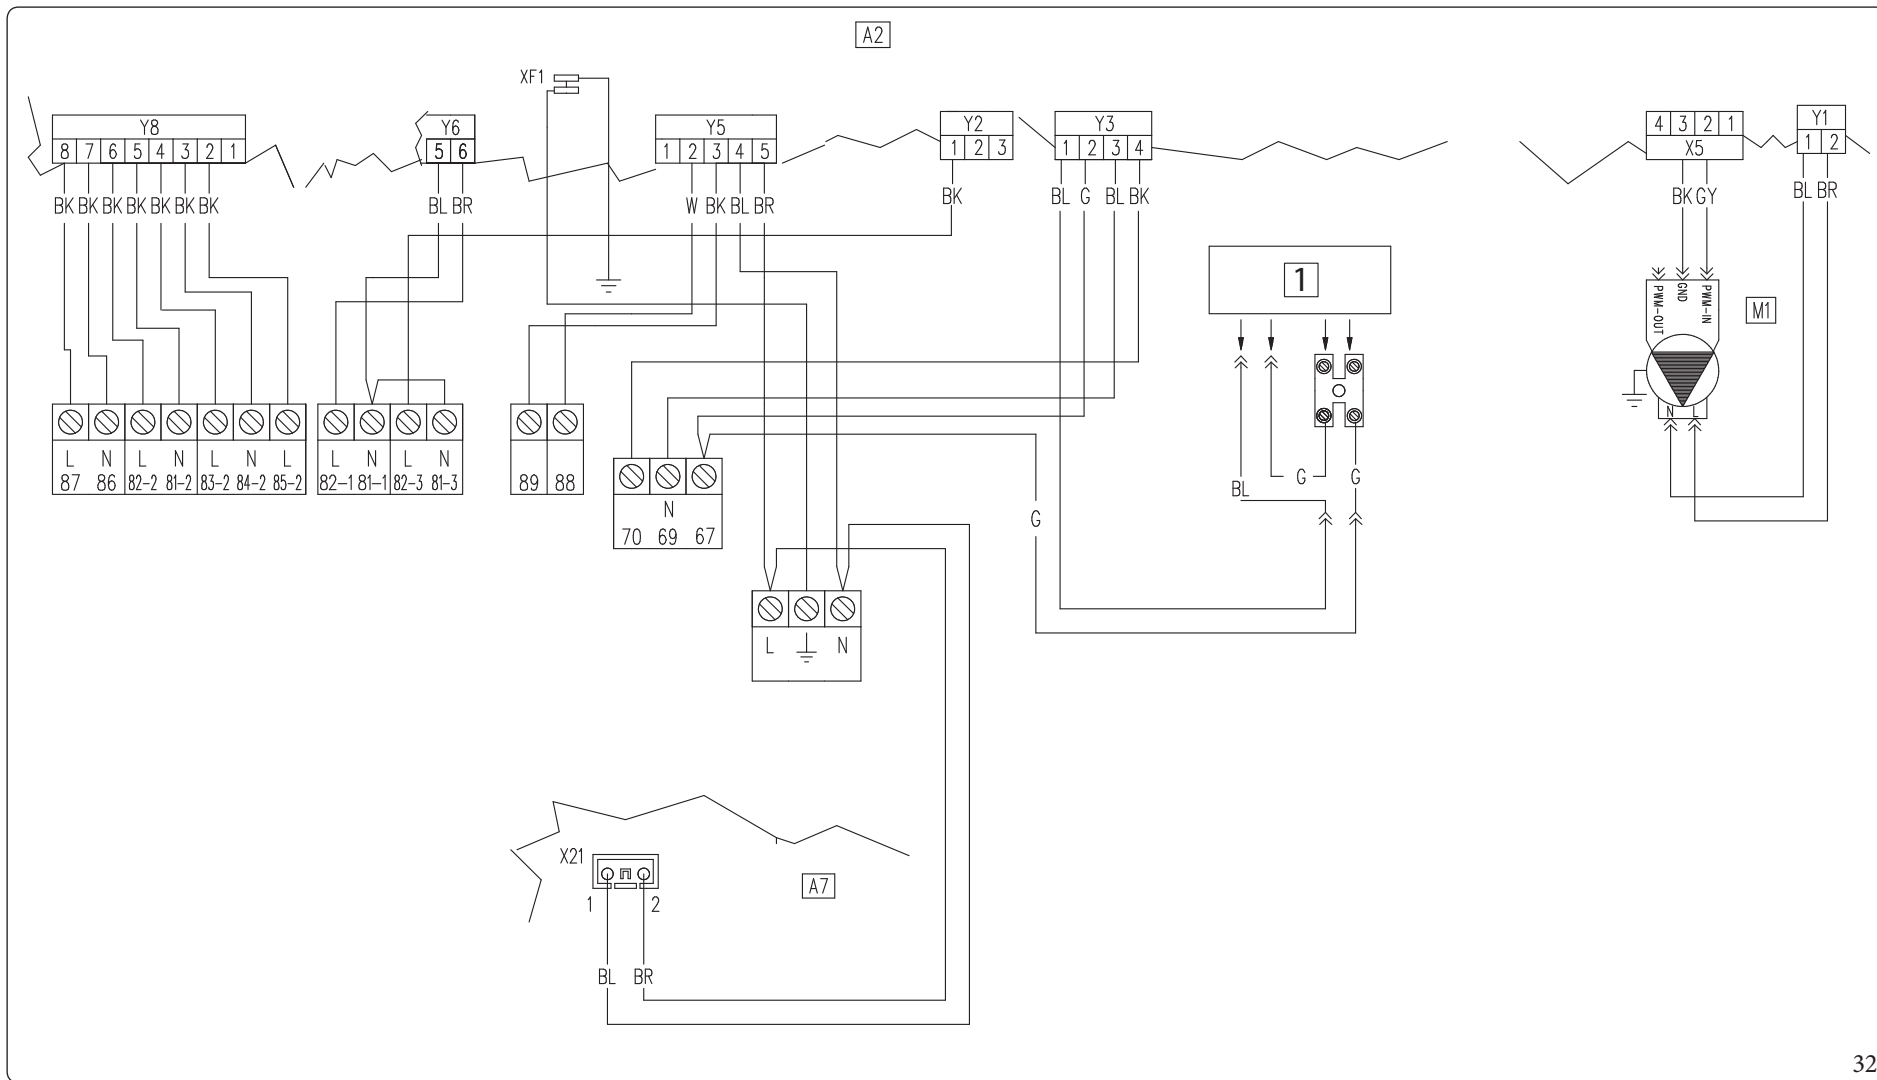 A2
XF1
Y8
Y6
Y5
Y2
Y3
4 3 2 1
Y1
8 7 6 5 4 3 2 1
5 6
1 2 3 4 5
1 2 3
1 2 3 4
X5
1 2
BK BK BK BK BK BK BK
BL BR
W BK BL BR
BK
BL G BL BK
BK GY
BL BR
1
PWM-OUT
GND
PWM-IN
M1
N L
L N L N L N L
87 86 82-2 81-2 83-2 84-2 85-2
L N L N
82-1 81-1 82-3 81-3
89 88
N
70 69 67
G
BL
G
G
L N
X21
A7
1 2
BL BR
32